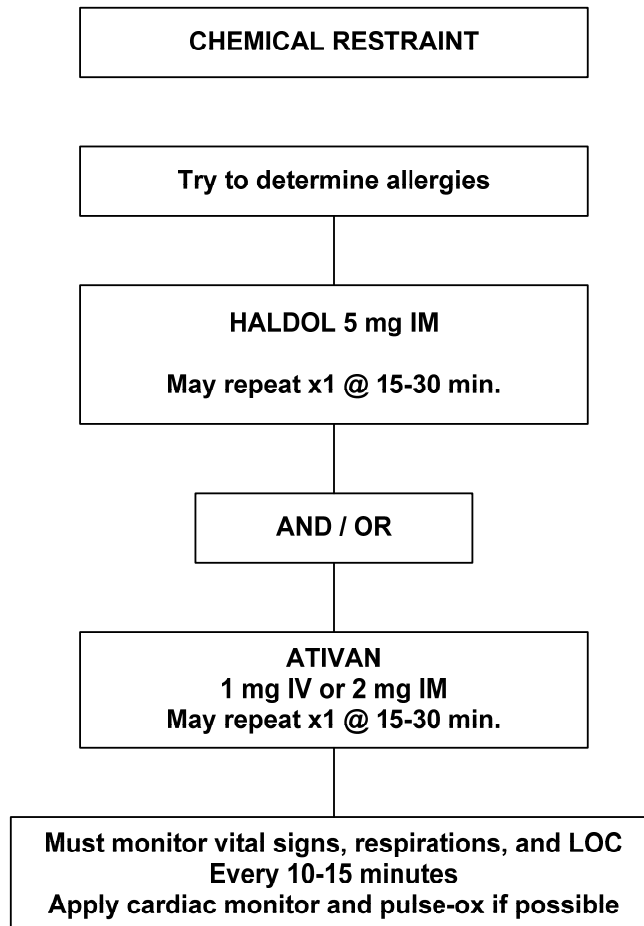 CHEMICAL RESTRAINT
Try to determine allergies
HALDOL 5 mg IM
May repeat x1 @ 15-30 min.
AND / OR
ATIVAN
1 mg IV or 2 mg IM
May repeat x1 @ 15-30 min.
Must monitor vital signs, respirations, and LOC
Every 10-15 minutes
Apply cardiac monitor and pulse-ox if possible